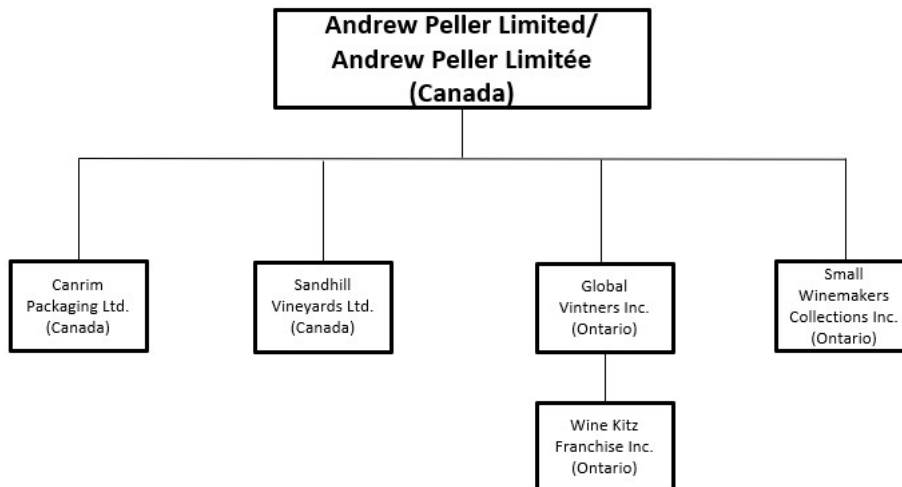 Andrew Peller Limited/
Andrew Peller Limitée
(Canada)
Canrim
Packaging Ltd.
(Canada)
Sandhill
Vineyards Ltd.
(Canada)
Global
Vintners Inc.
(Ontario)
Small
Winemakers
Collections Inc.
(Ontario)
Wine Kitz
Franchise Inc.
(Ontario)